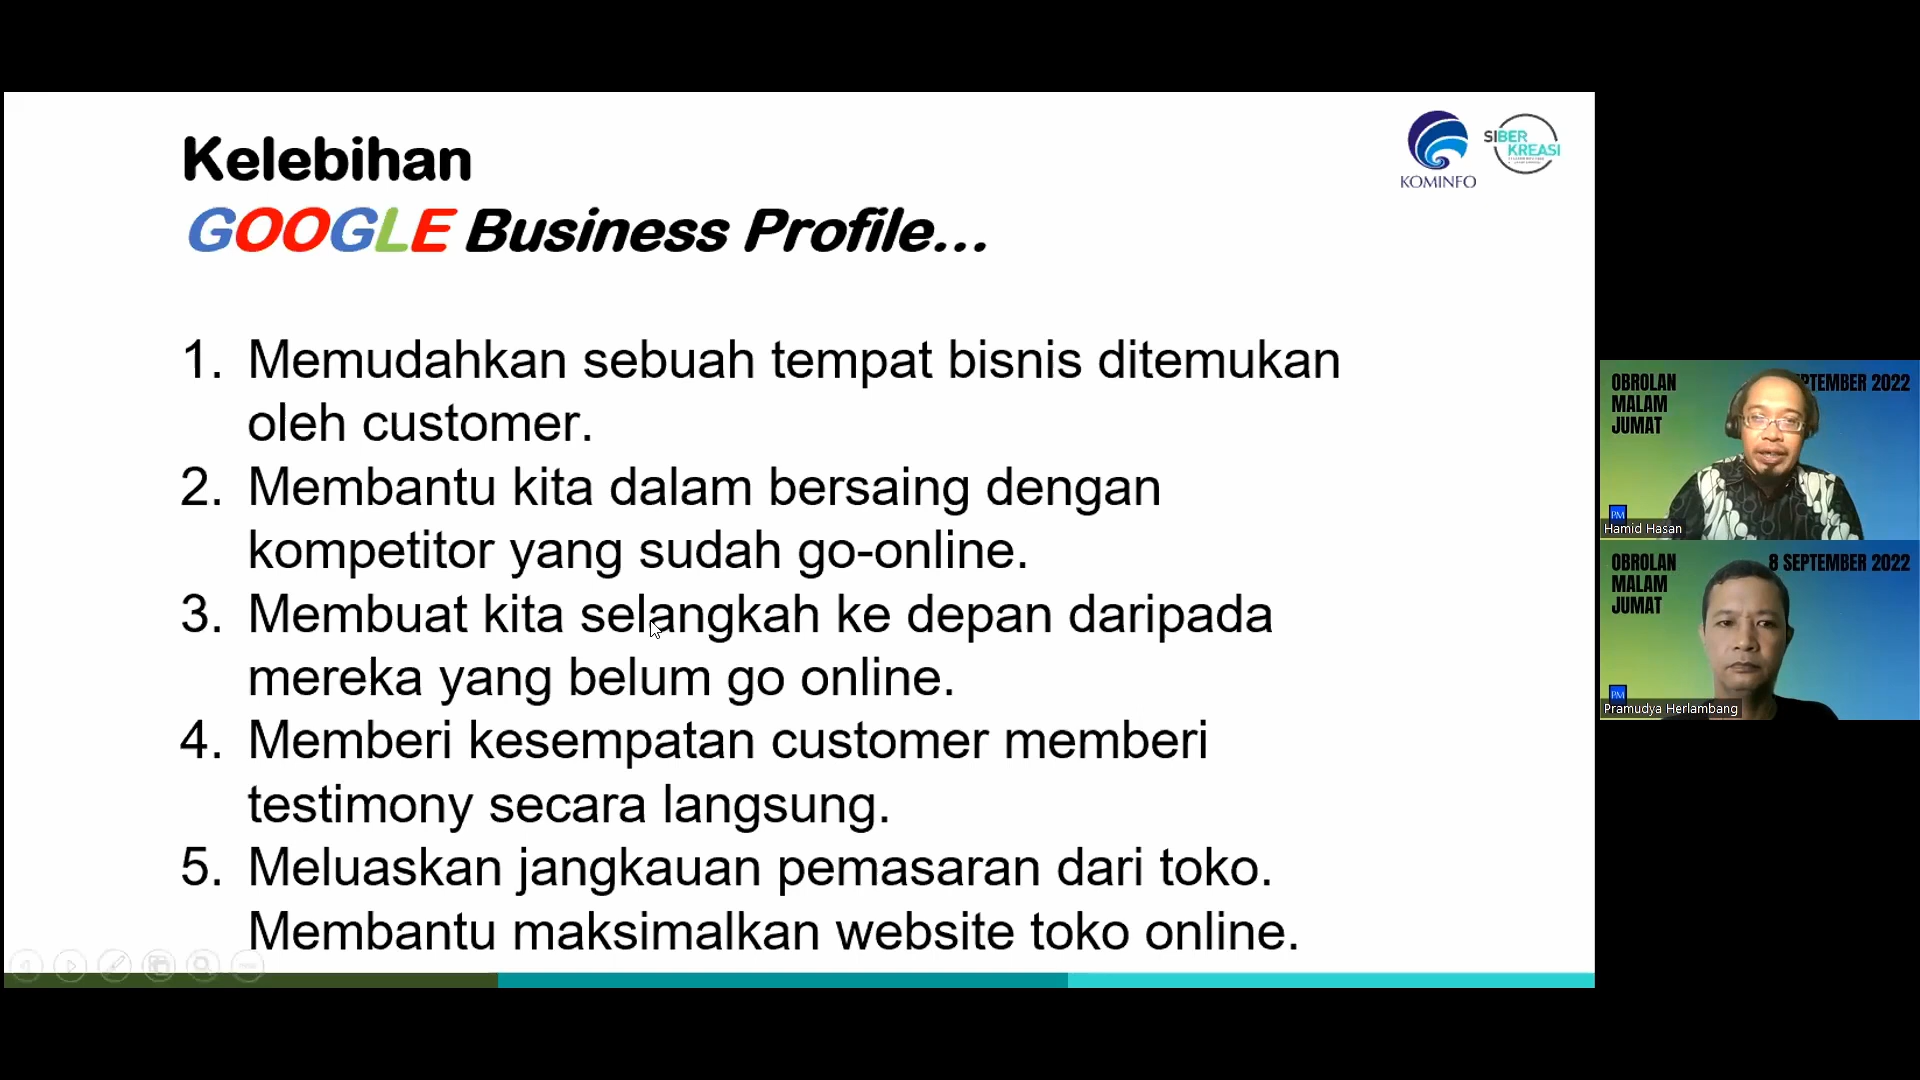 Kelebihan
GOOGLE Business Profile...
KOMINFO
SIBER
KREASI
1. Memudahkan sebuah tempat bisnis ditemukan
oleh customer.
2. Membantu kita dalam bersaing dengan
kompetitor yang sudah go-online.
3. Membuat kita selangkah ke depan daripada
mereka yang belum go online.
4. Memberi kesempatan customer memberi
testimony secara langsung.
5. Meluaskan jangkauan pemasaran dari toko.
Membantu maksimalkan website toko online.
OBROLAN
MALAM
JUMAT
PTEMBER 2022
PM
Hamid Hasan
OBROLAN
MALAM
JUMAT
8 SEPTEMBER 2022
PM
Pramudya Herlambang